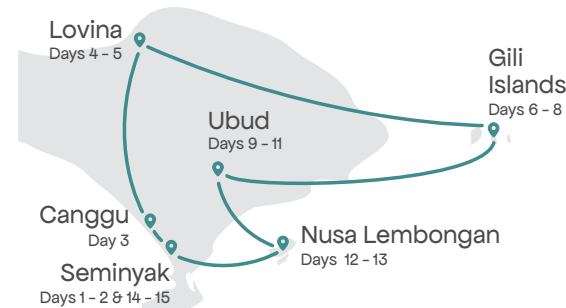 Lovina
Days 4 - 5
Gili
Islands
Days 6 - 8
Ubud
Days 9 - 11
Canggu
Day 3
Nusa Lembongan
Days 12 - 13
Seminyak
Days 1 - 2 & 14 - 15